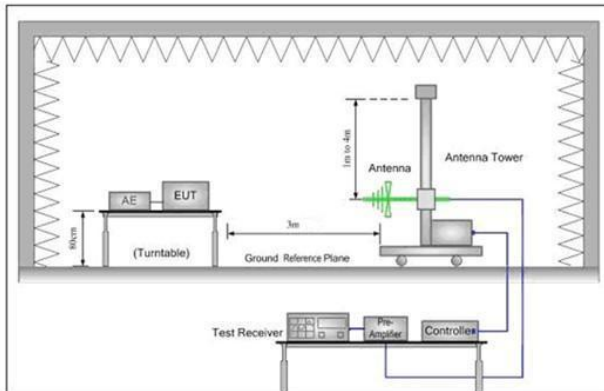 1m to 4m
Antenna
Antenna Tower
AE
EUT
80cm
(Turntable)
3m
Ground Reference Plane
Test Receiver
Pre-
Amplifier
Controller